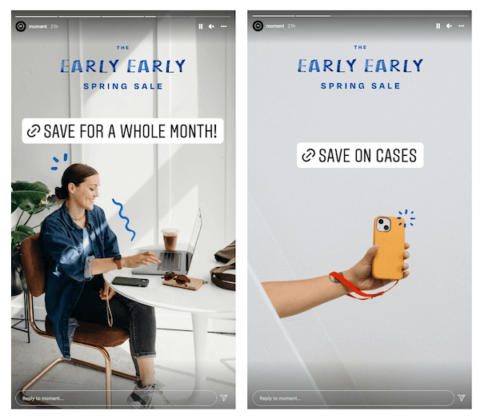 moment 21h
THE
EARLY EARLY
SPRING SALE
SAVE FOR A WHOLE MONTH!
Reply to moment...
moment 21h
THE
EARLY EARLY
SPRING SALE
SAVE ON CASES
Reply to moment...